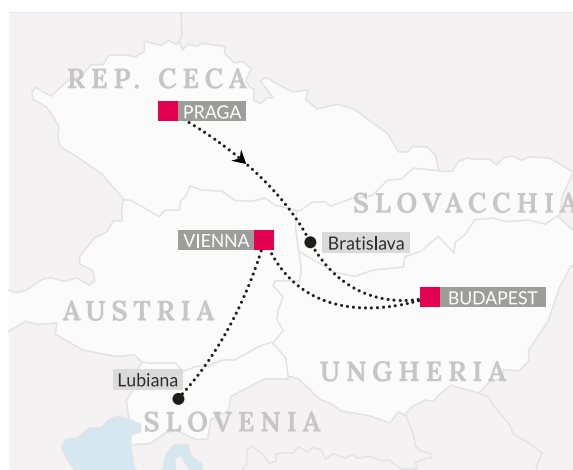 REP. CECA
PRAGA
SLOVACCHIA
VIENNA
Bratislava
BUDAPEST
AUSTRIA
UNGHERIA
Lubiana
SLOVENIA